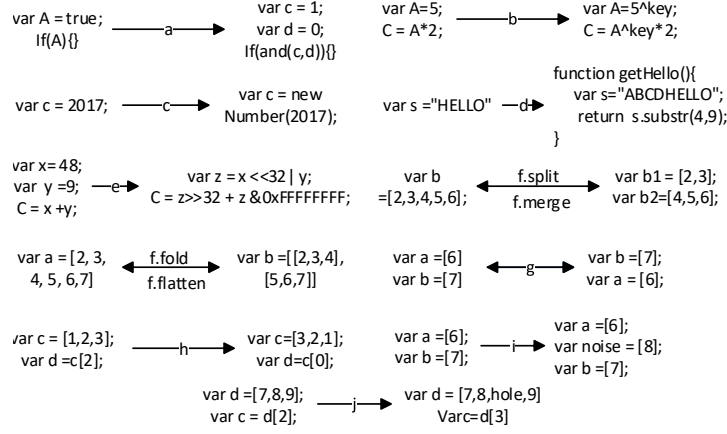 var A = true;
If(A){}
a
var c = 1;
var d = 0;
If(and(c,d)){}
var A=5;
C = A*2;
b
var A=5^key;
C = A^key*2;
var c = 2017;
c
var c = new
Number(2017);
var s ="HELLO"
d
function getHello(){
var s="ABCDHELLO";
return s.substr(4,9);
}
var x= 48;
var y =9;
C = x +y;
e
var z = x <<32 | y;
C = z>>32 + z &0xFFFFFFFF;
var b
=[2,3,4,5,6];
f.split
f.merge
var b1 = [2,3];
var b2=[4,5,6];
var a = [2, 3,
4, 5, 6,7]
f.fold
f.flatten
var b =[[2,3,4],
[5,6,7]]
var a =[6]
var b =[7]
g
var b =[7];
var a = [6];
var c = [1,2,3];
var d =c[2];
h
var c=[3,2,1];
var d=c[0];
var a =[6];
var b =[7];
i
var a =[6];
var noise = [8];
var b =[7];
var d =[7,8,9];
var c = d[2];
j
var d = [7,8,hole,9]
Varc=d[3]